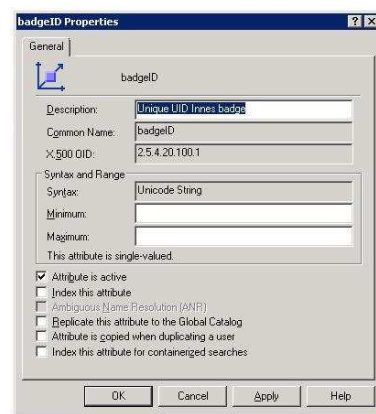 badgeID Properties
General
badgeID
Description: Unique UID Innes badge
Common Name: badgeID
X.500 OID: 2.5.4.20.100.1
Syntax and Range
Syntax: Unicode String
Minimum:
Maximum:
This attribute is single-valued.
Attribute is active
Index this attribute
Ambiguous Name Resolution (ANR)
Replicate this attribute to the Global Catalog
Attribute is copied when duplicating a user
Index this attribute for containerized searches
OK Cancel Apply Help